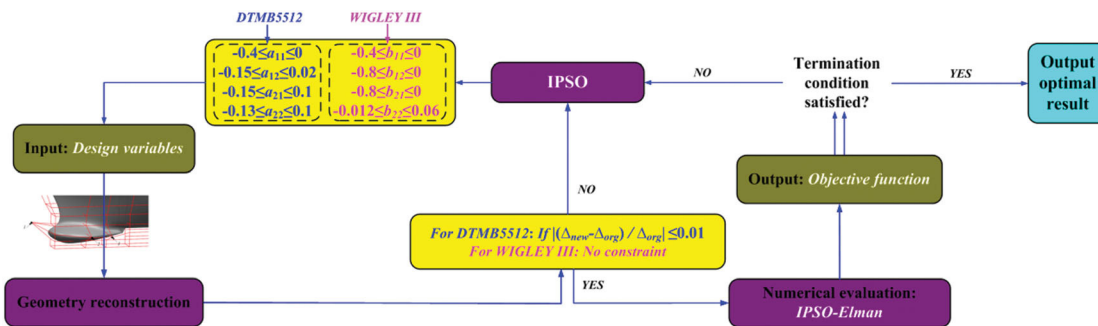 DTMB5512
WIGLEY III
-0.4≤a11≤0
-0.15≤a12≤0.02
-0.15≤a21≤0.1
-0.13≤a22≤0.1
-0.4≤b11≤0
-0.8≤b12≤0
-0.8≤b21≤0
-0.012≤b22≤0.06
IPSO
NO
Termination
condition
satisfied?
YES
Output
optimal
result
Input: Design variables
Output: Objective function
NO
For DTMB5512: If |(Δnew-Δorg) / Δorg| ≤0.01
For WIGLEY III: No constraint
YES
Geometry reconstruction
Numerical evaluation:
IPSO-Elman